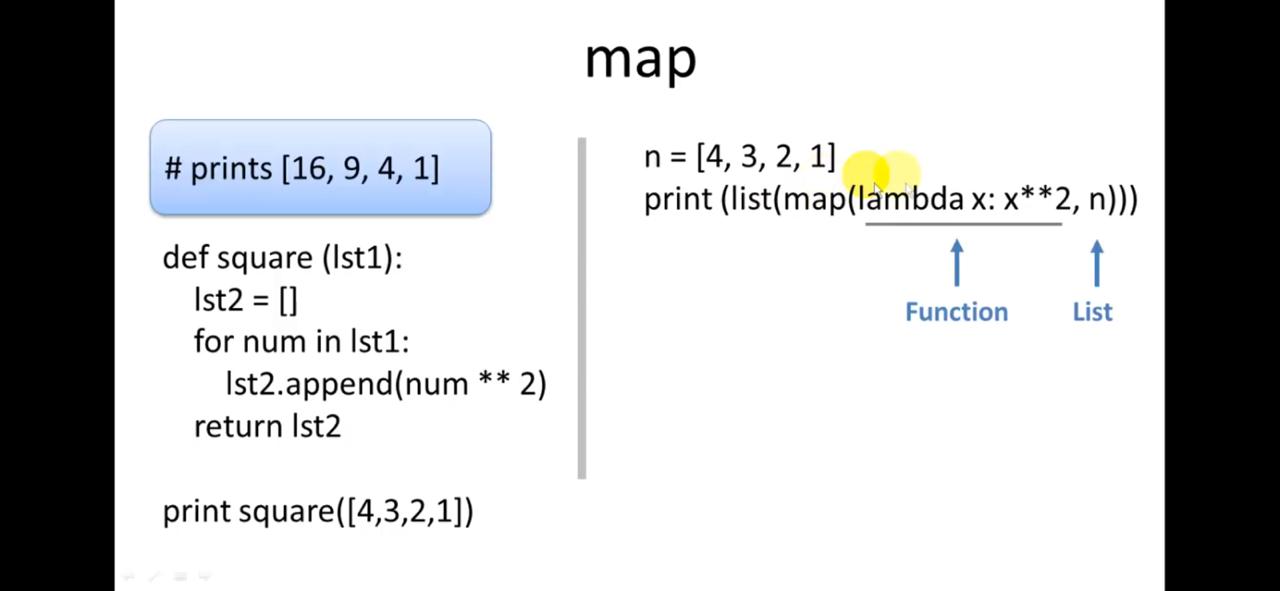 map
# prints [16, 9, 4, 1]
def square (lst1):
    lst2 = []
    for num in lst1:
        lst2.append(num ** 2)
    return lst2
print square([4,3,2,1])
n = [4, 3, 2, 1]
print (list(map(lambda x: x**2, n)))
Function List